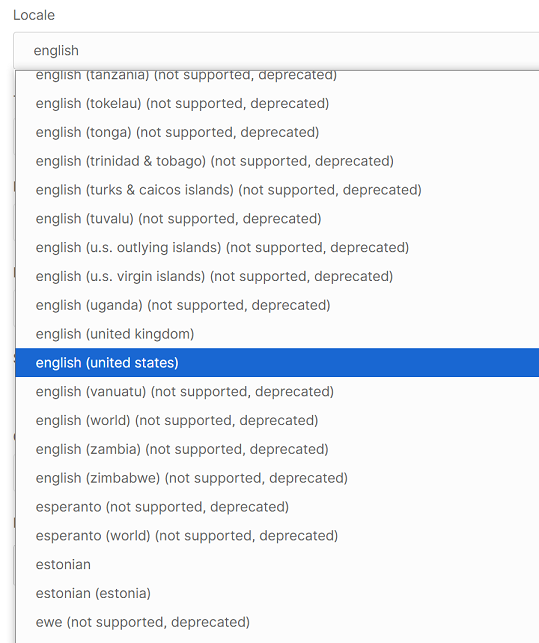 Locale
english
english (tanzania) (not supported, deprecated)
english (tokelau) (not supported, deprecated)
english (tonga) (not supported, deprecated)
english (trinidad & tobago) (not supported, deprecated)
english (turks & caicos islands) (not supported, deprecated)
english (tuvalu) (not supported, deprecated)
english (u.s. outlying islands) (not supported, deprecated)
english (u.s. virgin islands) (not supported, deprecated)
english (uganda) (not supported, deprecated)
english (united kingdom)
english (united states)
english (vanuatu) (not supported, deprecated)
english (world) (not supported, deprecated)
english (zambia) (not supported, deprecated)
english (zimbabwe) (not supported, deprecated)
esperanto (not supported, deprecated)
esperanto (world) (not supported, deprecated)
estonian
estonian (estonia)
ewe (not supported, deprecated)